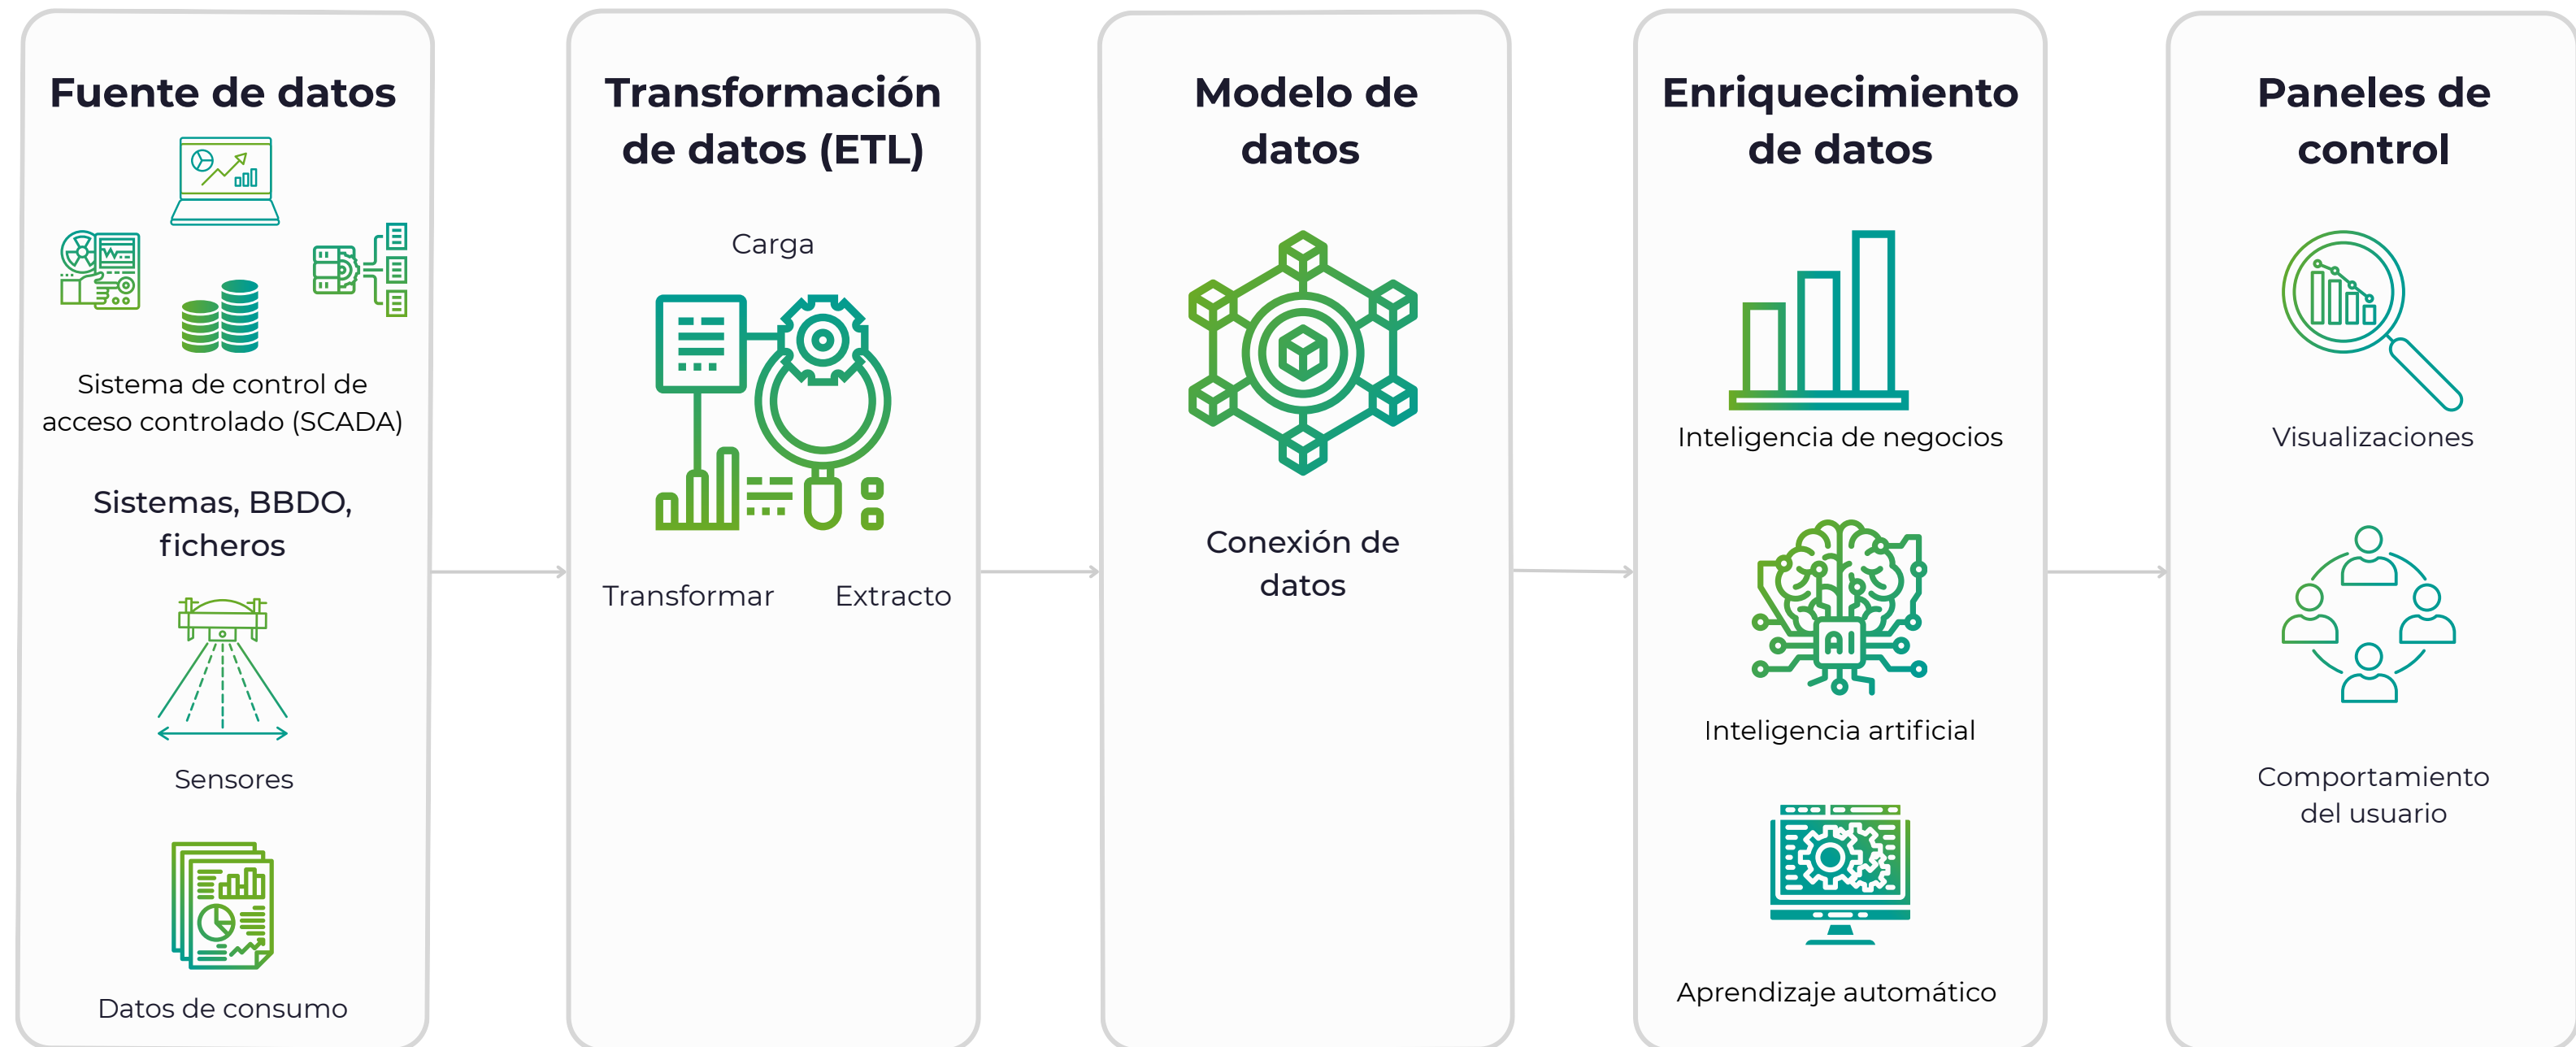 Fuente de datos
Sistema de control de
acceso controlado (SCADA)
Sistemas, BBDO,
ficheros
Sensores
Datos de consumo
Transformación
de datos (ETL)
Carga
Transformar
Extracto
Modelo de
datos
Conexión de
datos
Enriquecimiento
de datos
Inteligencia de negocios
AI
Inteligencia artificial
Aprendizaje automático
Paneles de
control
Visualizaciones
Comportamiento
del usuario